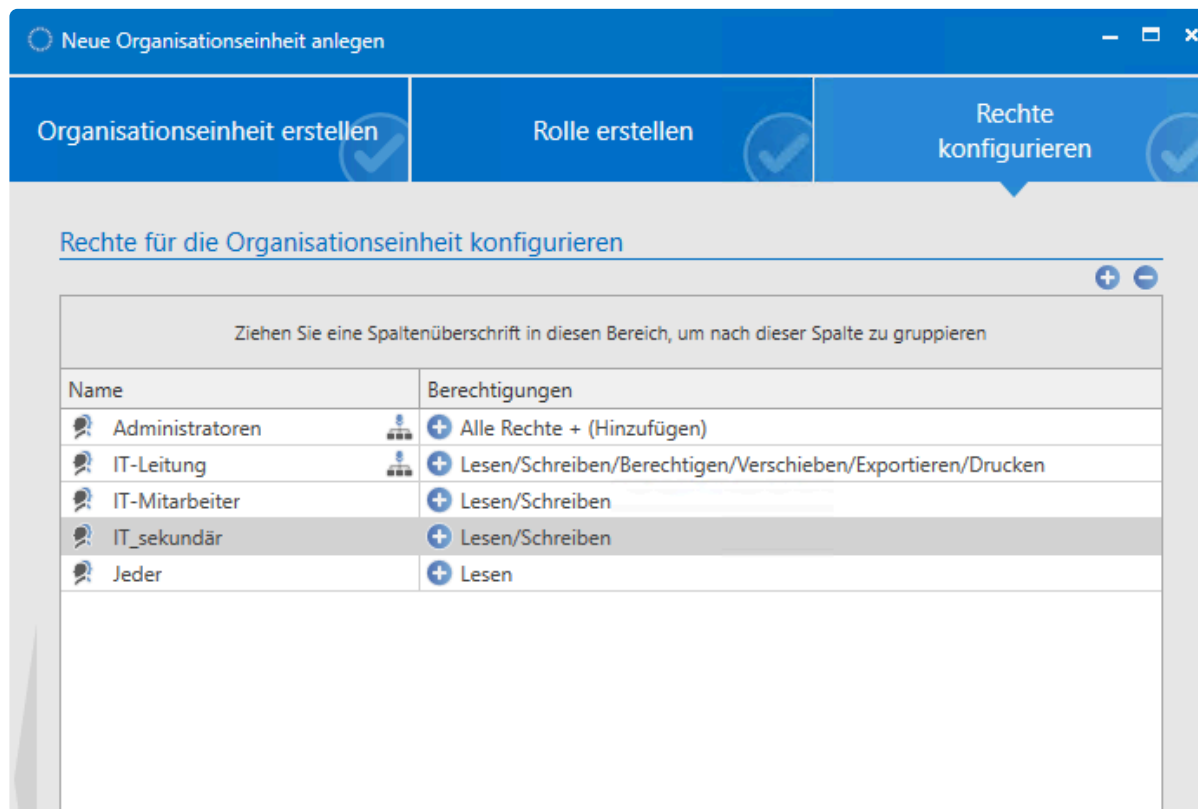 Neue Organisationseinheit anlegen
Organisationseinheit erstellen
Rolle erstellen
Rechte
konfigurieren
Rechte für die Organisationseinheit konfigurieren
Ziehen Sie eine Spaltenüberschrift in diesen Bereich, um nach dieser Spalte zu gruppieren
Name Berechtigungen
Administratoren Alle Rechte + (Hinzufügen)
IT-Leitung Lesen/Schreiben/Berechtigen/Verschieben/Exportieren/Drucken
IT-Mitarbeiter Lesen/Schreiben
IT_sekundär Lesen/Schreiben
Jeder Lesen